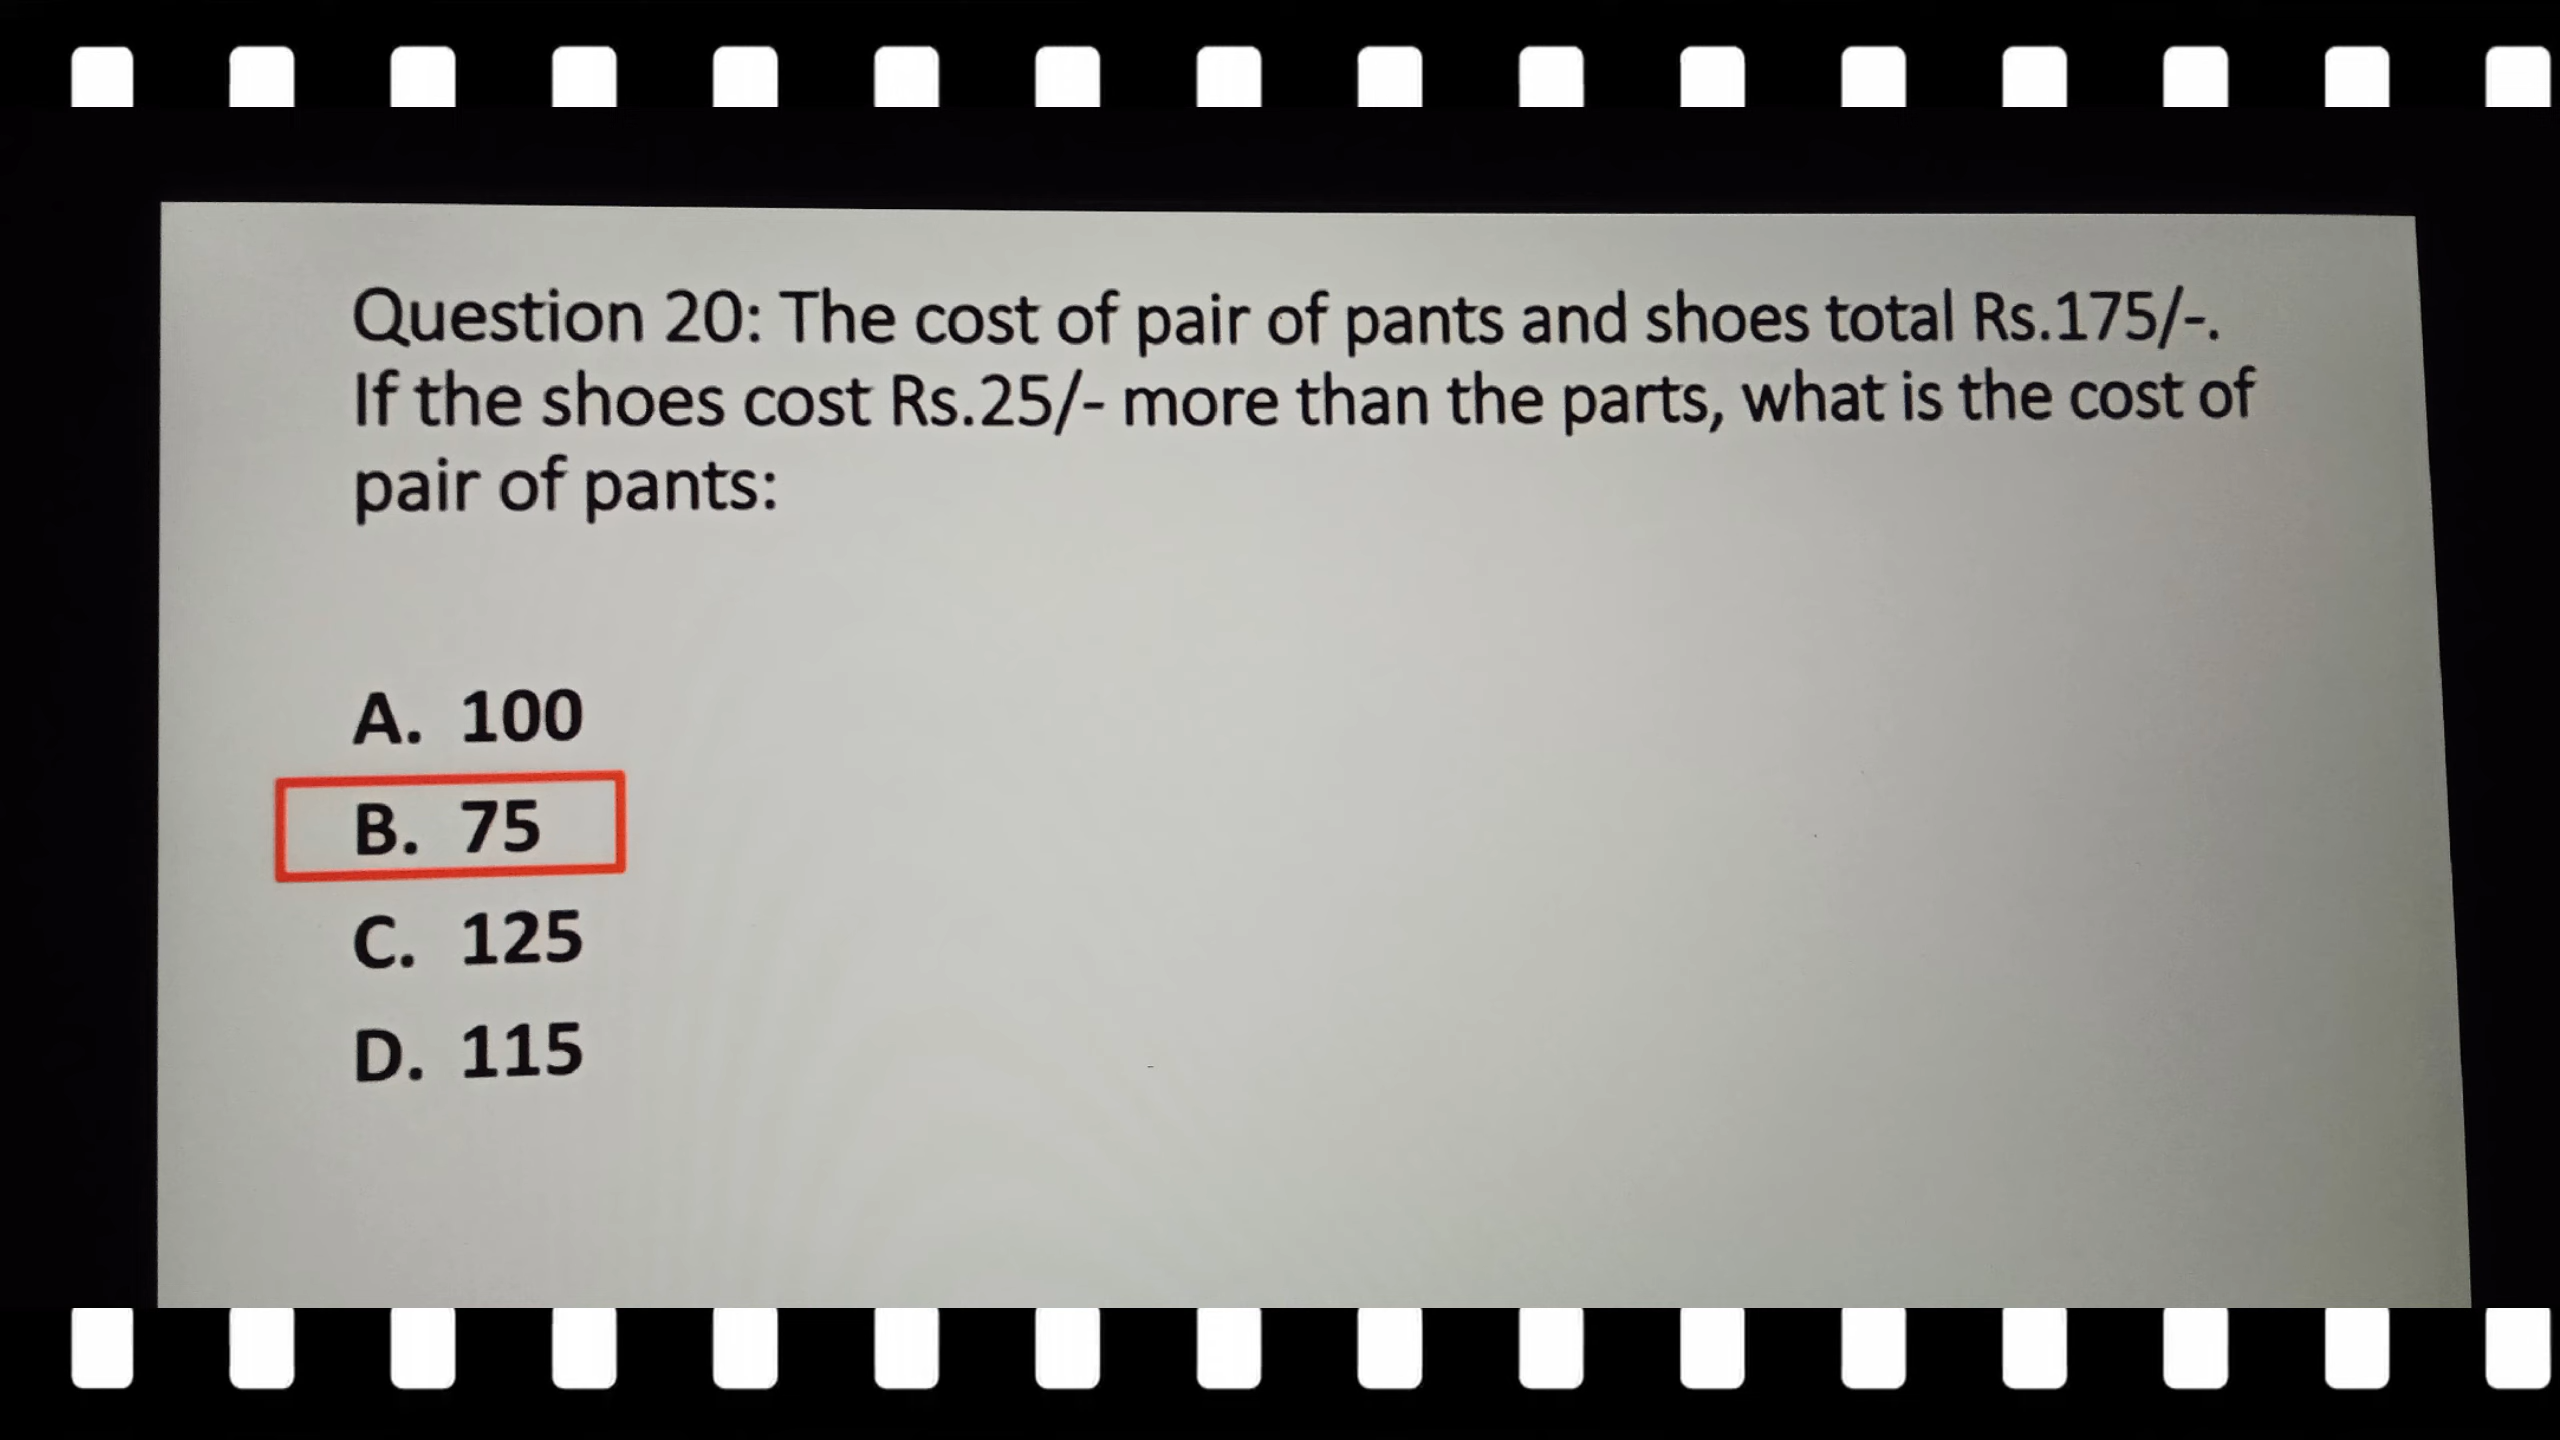 Question 20: The cost of pair of pants and shoes total Rs.175/-.
If the shoes cost Rs.25/- more than the parts, what is the cost of
pair of pants:
A. 100
B. 75
C. 125
D. 115